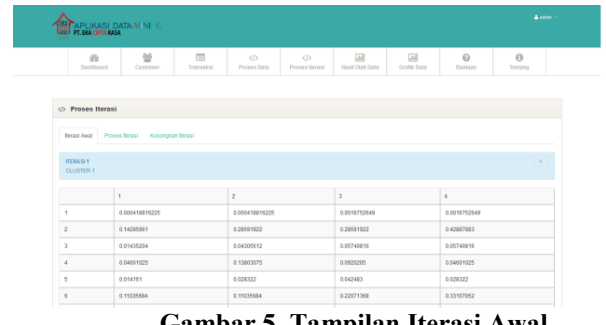 APLIKASI DATA MINING
PT. EKA CIPTA RASA
admin
Dashboard Customer Transaksi Proses Data Proses Iterasi Hasil Olah Data Grafik Data Bantuan Tentang
Proses Iterasi
Iterasi Awal Proses Iterasi Kosongkan Iterasi
ITERASI 1
CLUSTER 1
1 2 3 4
1 0.000418816225 0.000418816225 0.0016752649 0.0016752649
2 0.14295961 0.28591922 0.28591922 0.42887883
3 0.01435204 0.04305612 0.05740816 0.05740816
4 0.04601025 0.13803075 0.0920205 0.04601025
5 0.014161 0.028322 0.042483 0.028322
6 0.11035684 0.11035684 0.22071368 0.33107052
Gambar 5. Tampilan Iterasi Awal